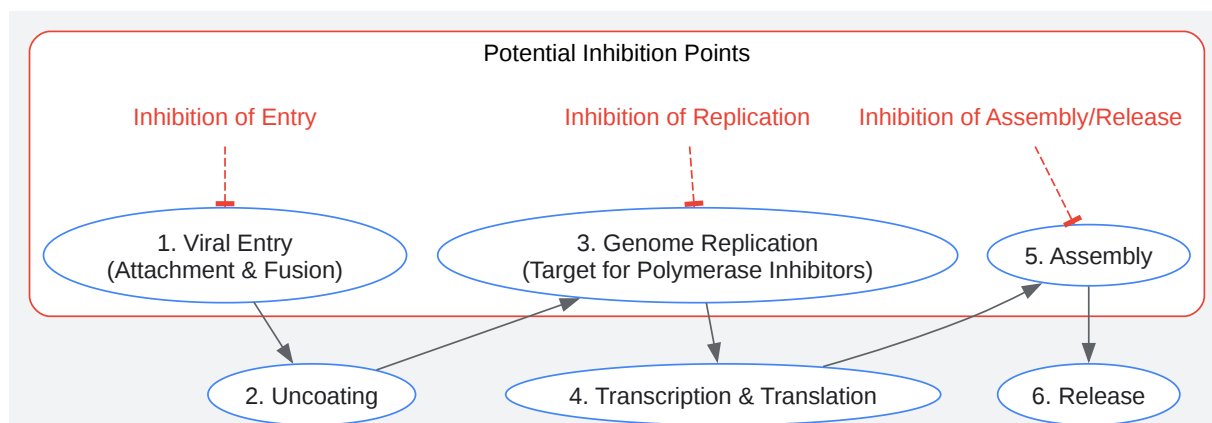 Potential Inhibition Points
Inhibition of Entry
Inhibition of Replication
Inhibition of Assembly/Release
1. Viral Entry
(Attachment & Fusion)
3. Genome Replication
(Target for Polymerase Inhibitors)
5. Assembly
2. Uncoating
4. Transcription & Translation
6. Release